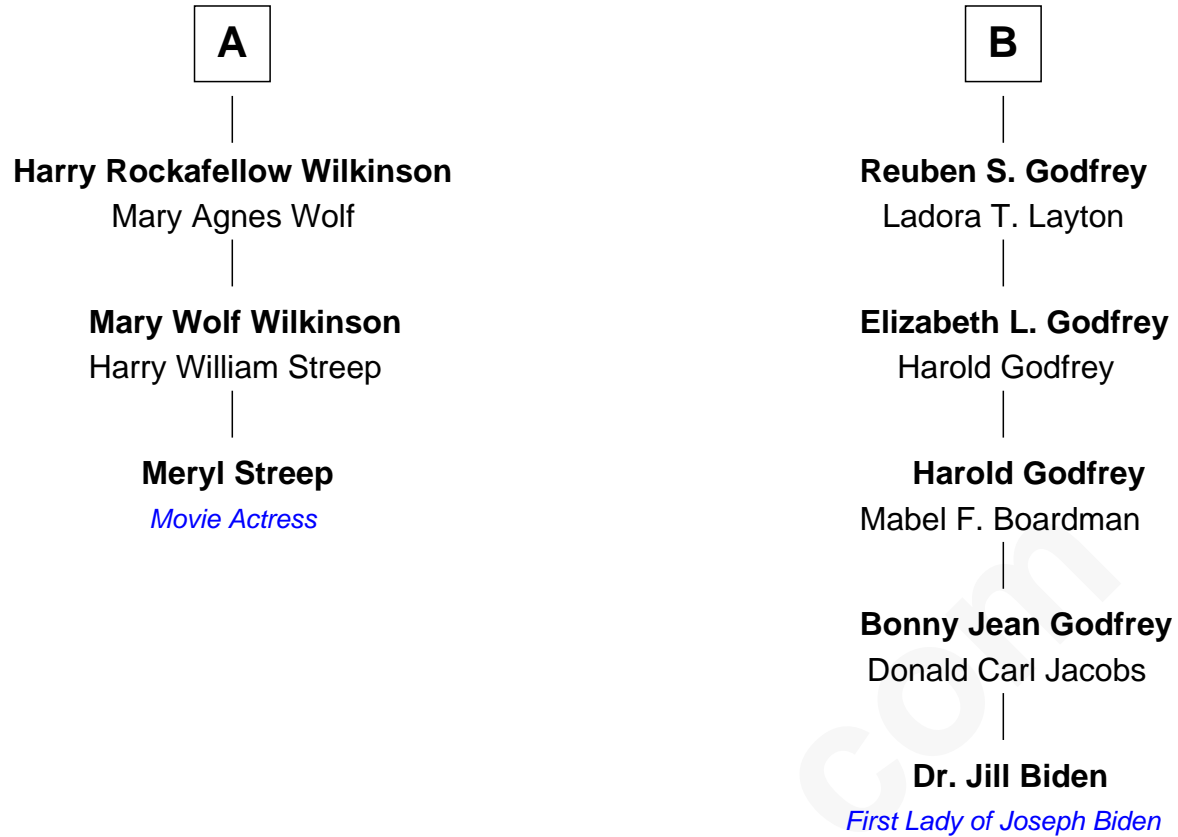 A
Harry Rockafellow Wilkinson
Mary Agnes Wolf
Mary Wolf Wilkinson
Harry William Streep
Meryl Streep
Movie Actress
B
Reuben S. Godfrey
Ladora T. Layton
Elizabeth L. Godfrey
Harold Godfrey
Harold Godfrey
Mabel F. Boardman
Bonny Jean Godfrey
Donald Carl Jacobs
Dr. Jill Biden
First Lady of Joseph Biden
com